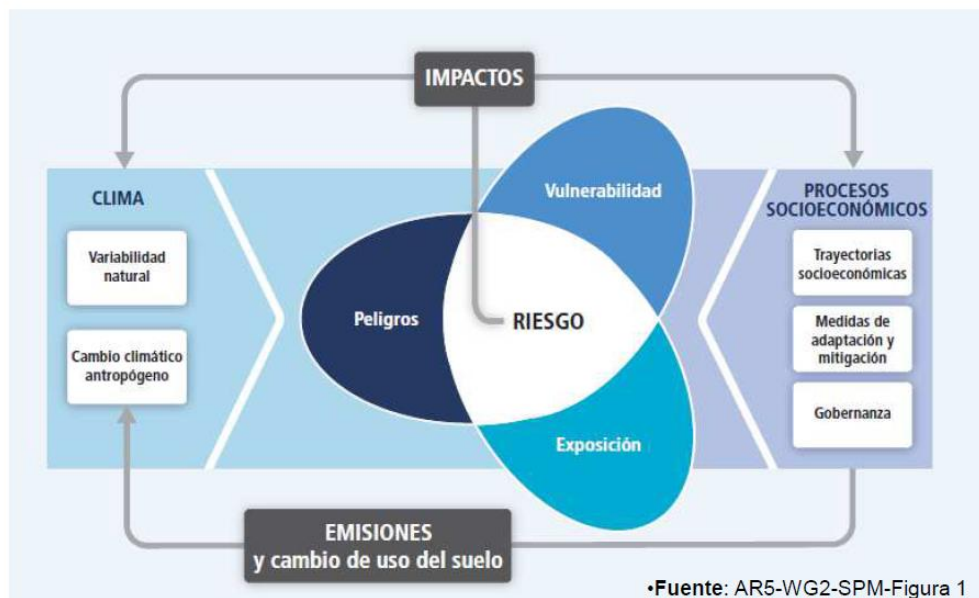 IMPACTOS
CLIMA
Variabilidad
natural
Cambio climático
antropógeno
Vulnerabilidad
Peligros
RIESGO
Exposición
PROCESOS
SOCIOECONÓMICOS
Trayectorias
socioeconómicas
Medidas de
adaptación y
mitigación
Gobernanza
EMISIONES
y cambio de uso del suelo
•Fuente: AR5-WG2-SPM-Figura 1